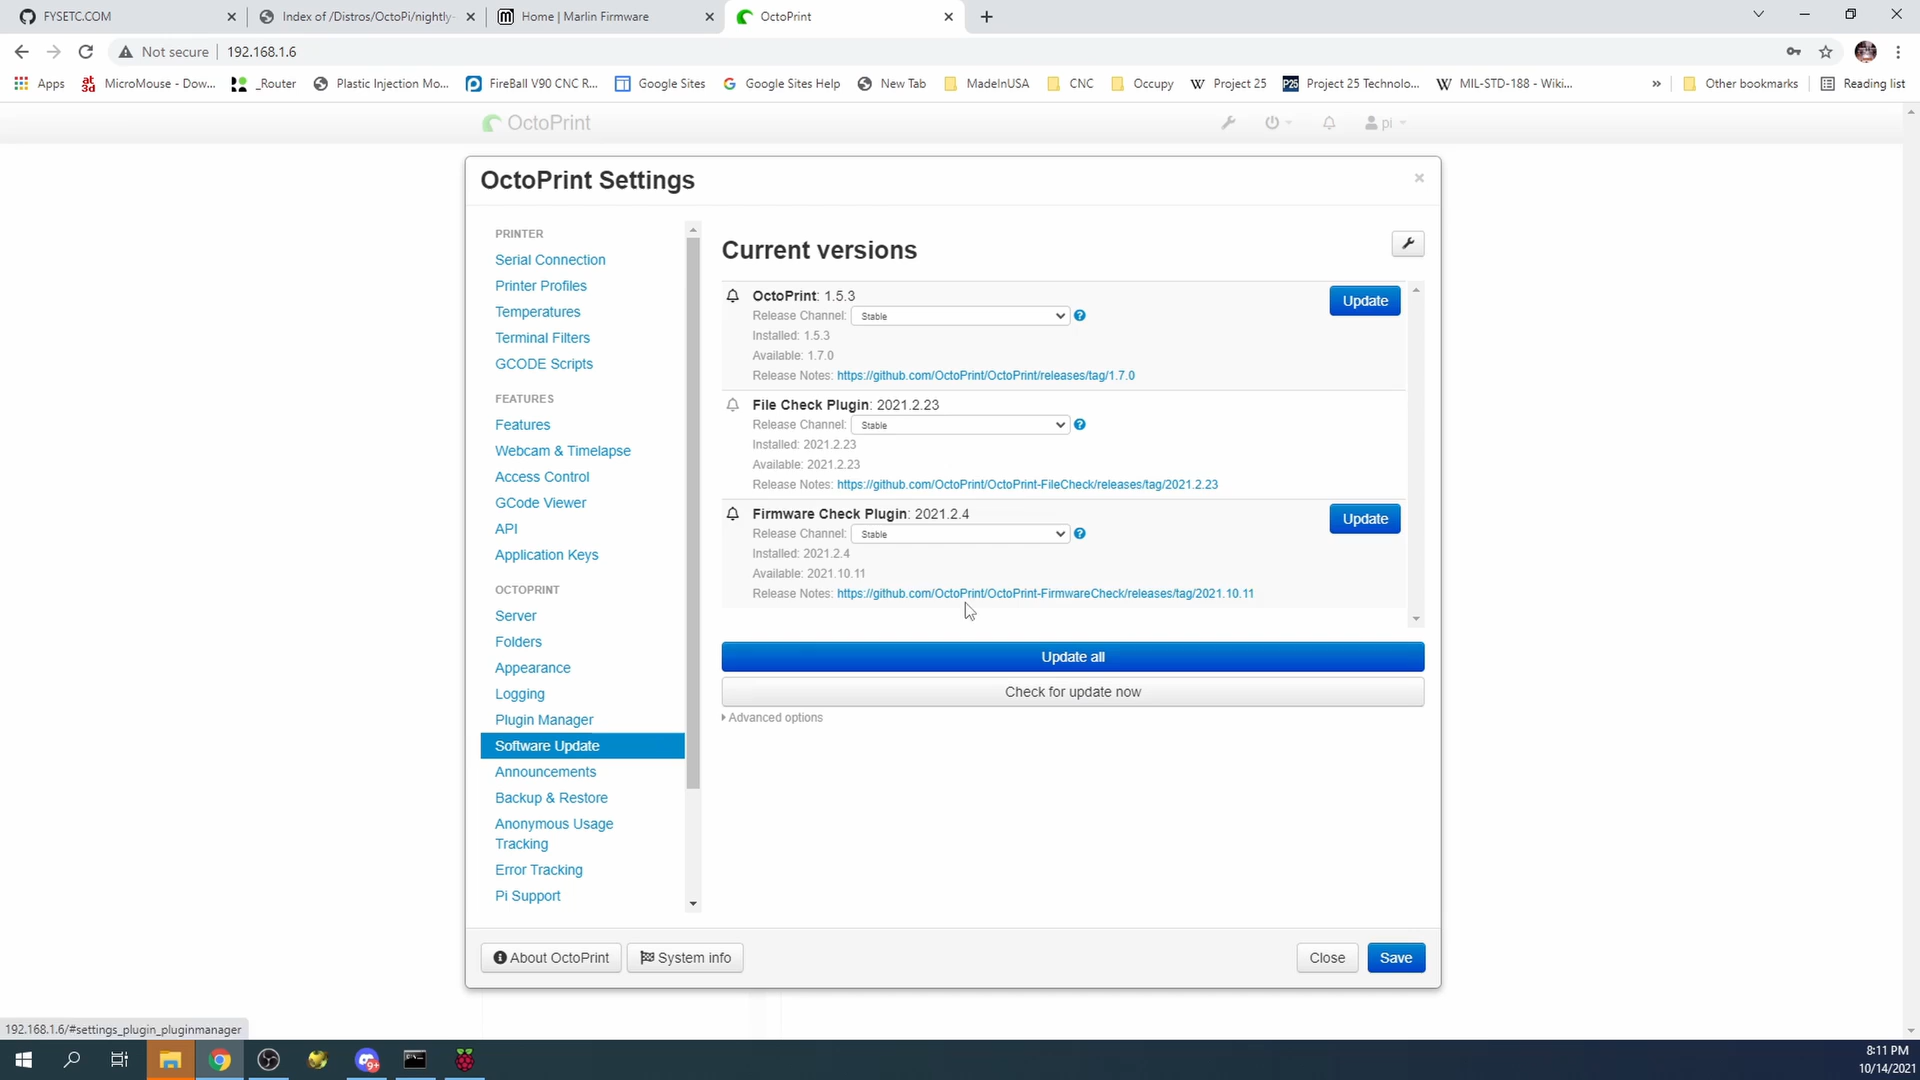 FYSETC.COM
Index of /Distros/OctoPi/nightly-
Home | Marlin Firmware
OctoPrint
Not secure
192.168.1.6
Apps
MicroMouse - Dow...
_Router
Plastic Injection Mo...
FireBall V90 CNC R...
Google Sites
Google Sites Help
New Tab
MadeInUSA
CNC
Occupy
Project 25
P25
Project 25 Technolo...
MIL-STD-188 - Wiki...
»
Other bookmarks
Reading list
OctoPrint
pi
OctoPrint Settings
×
PRINTER
Serial Connection
Printer Profiles
Temperatures
Terminal Filters
GCODE Scripts
FEATURES
Features
Webcam & Timelapse
Access Control
GCode Viewer
API
Application Keys
OCTOPRINT
Server
Folders
Appearance
Logging
Plugin Manager
Software Update
Announcements
Backup & Restore
Anonymous Usage
Tracking
Error Tracking
Pi Support
Current versions
OctoPrint: 1.5.3
Update
Release Channel: Stable
Installed: 1.5.3
Available: 1.7.0
Release Notes: https://github.com/OctoPrint/OctoPrint/releases/tag/1.7.0
File Check Plugin: 2021.2.23
Release Channel: Stable
Installed: 2021.2.23
Available: 2021.2.23
Release Notes: https://github.com/OctoPrint/OctoPrint-FileCheck/releases/tag/2021.2.23
Firmware Check Plugin: 2021.2.4
Update
Release Channel: Stable
Installed: 2021.2.4
Available: 2021.10.11
Release Notes: https://github.com/OctoPrint/OctoPrint-FirmwareCheck/releases/tag/2021.10.11
Update all
Check for update now
Advanced options
About OctoPrint
System info
Close
Save
192.168.1.6/#settings_plugin_pluginmanager
9+
8:11 PM
10/14/2021